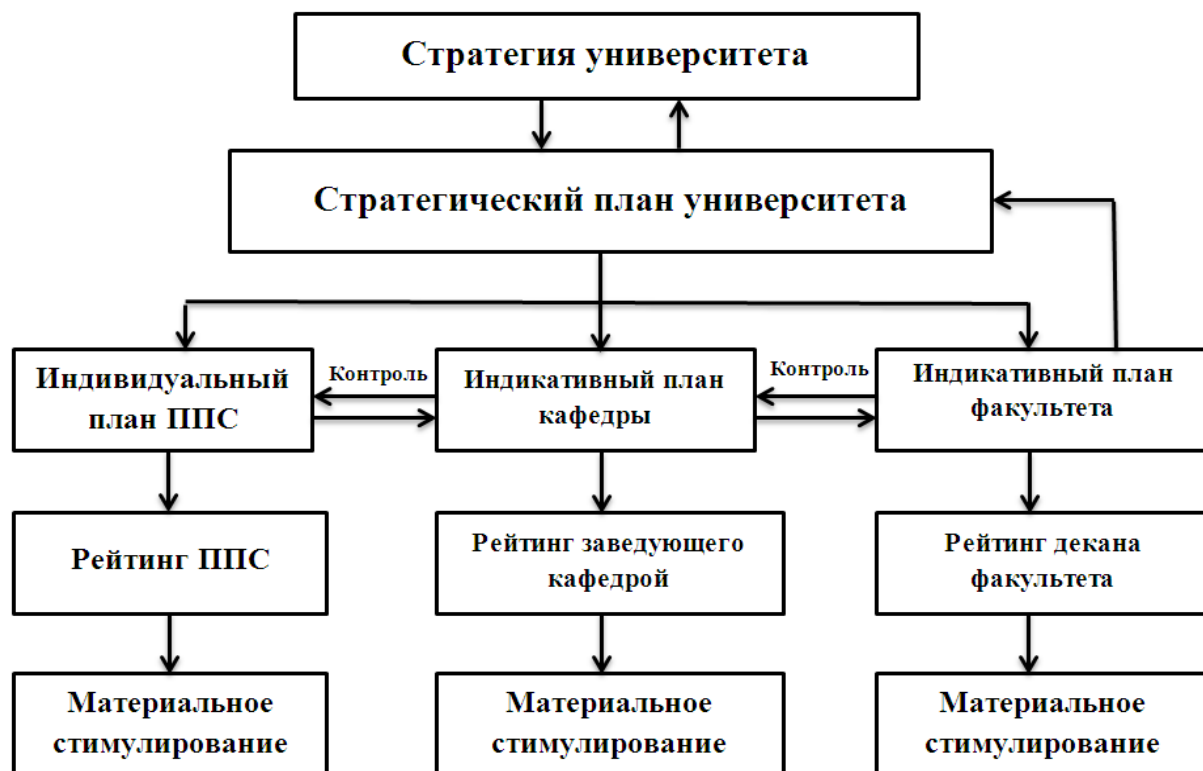 Стратегия университета
Стратегический план университета
Индивидуальный
план ППС
Контроль
Индикативный план
кафедры
Контроль
Индикативный план
факультета
Рейтинг ППС
Рейтинг заведующего
кафедрой
Рейтинг декана
факультета
Материальное
стимулирование
Материальное
стимулирование
Материальное
стимулирование